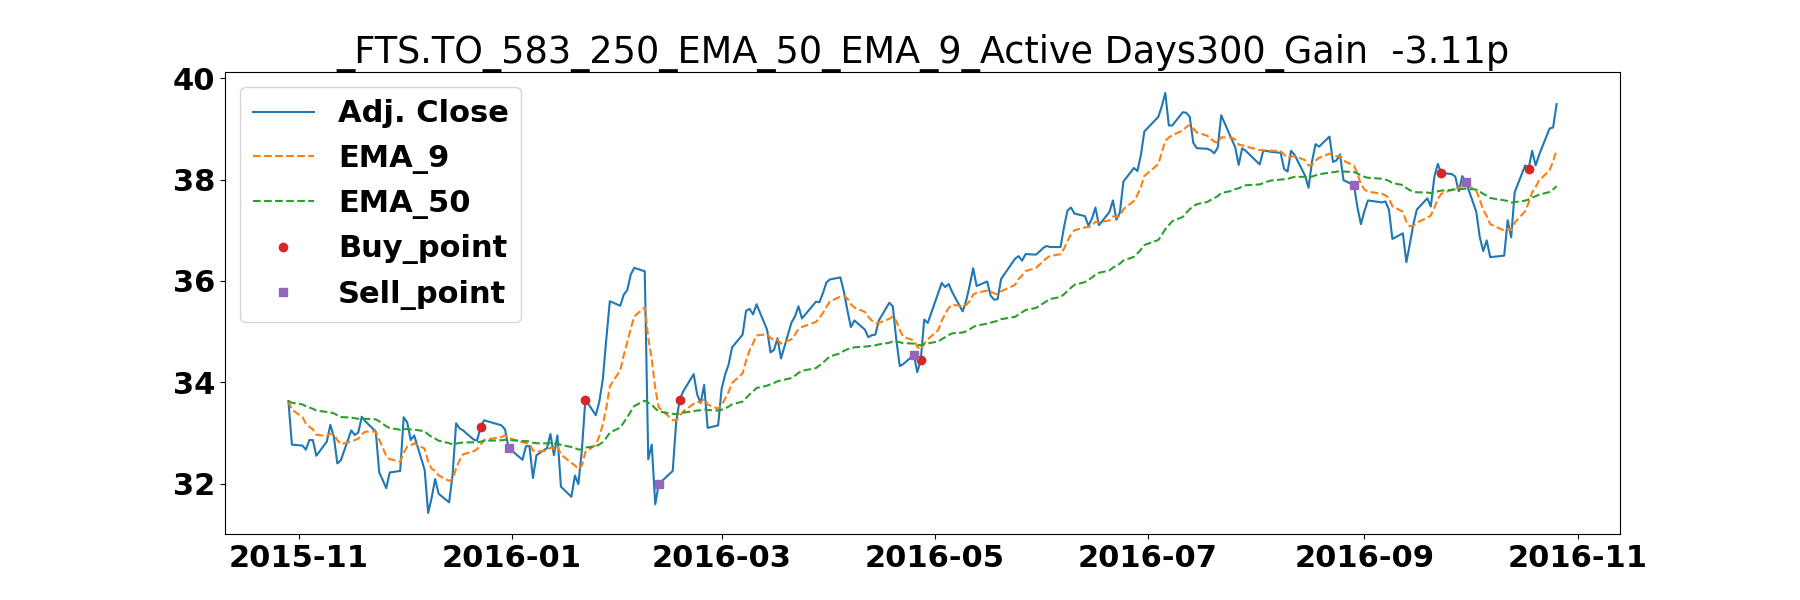 _FTS.TO_583_250_EMA_50_EMA_9_Active Days300_Gain  -3.11p
40
38
36
34
32
Adj. Close
EMA_9
EMA_50
Buy_point
Sell_point
2015-11 2016-01 2016-03 2016-05 2016-07 2016-09 2016-11